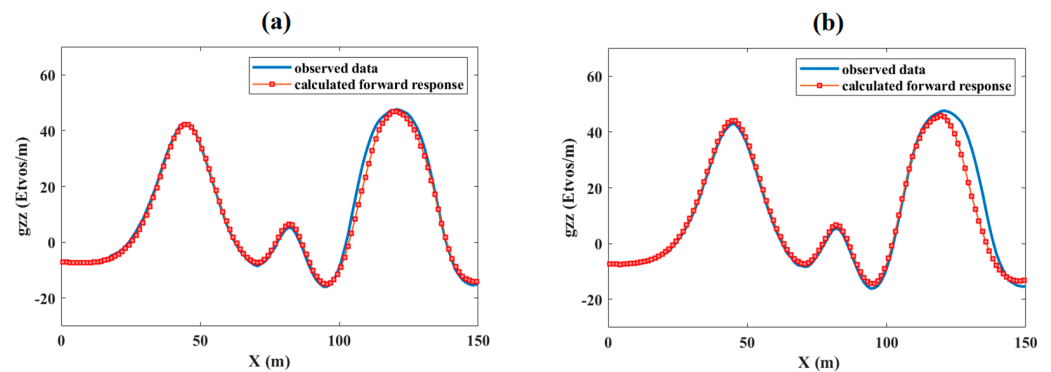 (a)
observed data
calculated forward response
60
40
20
0
-20
gzz (Etvos/m)
0
50
100
150
X (m)
(b)
observed data
calculated forward response
60
40
20
0
-20
gzz (Etvos/m)
0
50
100
150
X (m)